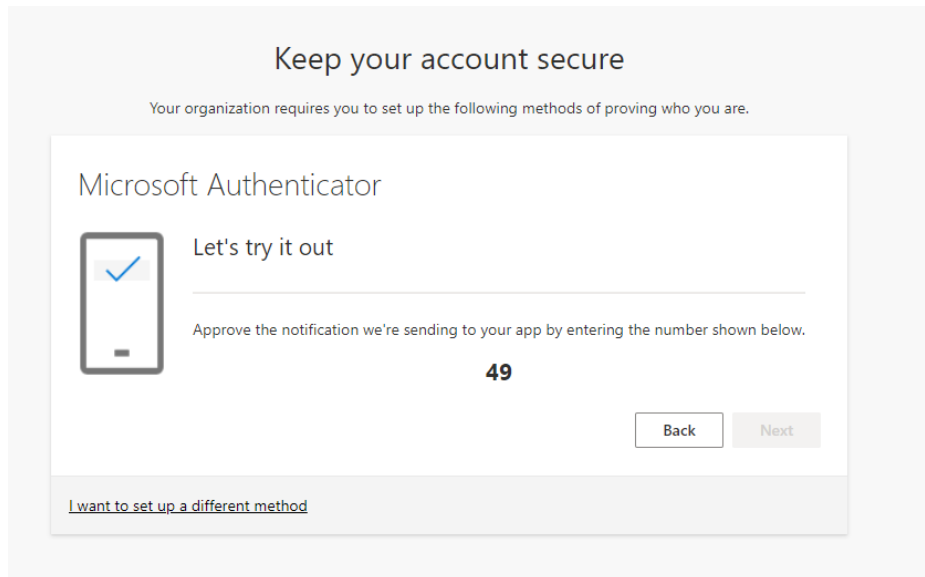 Keep your account secure
Your organization requires you to set up the following methods of proving who you are.
Microsoft Authenticator
Let's try it out
Approve the notification we're sending to your app by entering the number shown below.
49
Back Next
I want to set up a different method